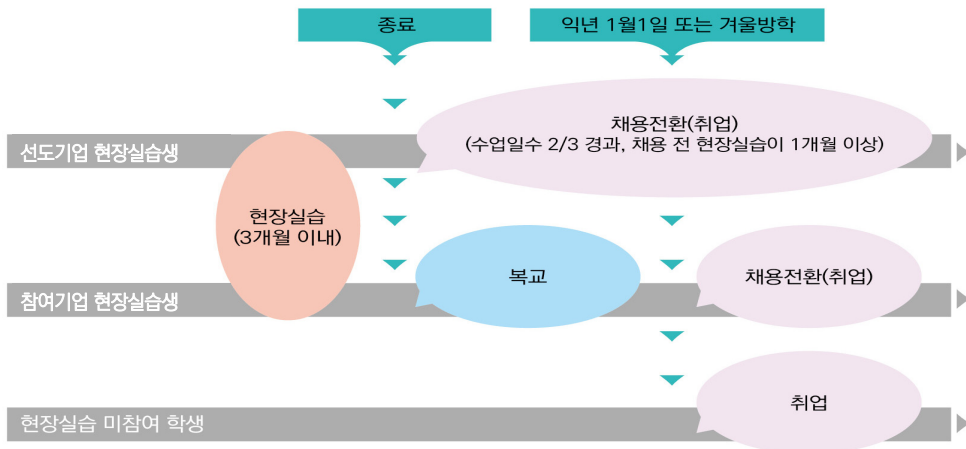 종료
익년 1월1일 또는 겨울방학
채용전환(취업)
(수업일수 2/3 경과, 채용 전 현장실습이 1개월 이상)
선도기업 현장실습생
현장실습
(3개월 이내)
복교
채용전환(취업)
참여기업 현장실습생
취업
현장실습 미참여 학생